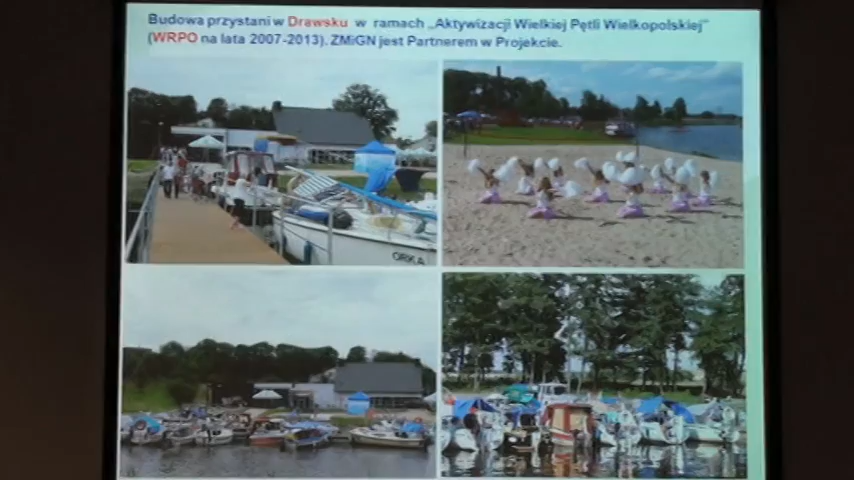 Budowa przystani w Drawsku w ramach „Aktywizacji Wielkiej Pętli Wielkopolskiej”
(WRPO na lata 2007-2013). ZMiGN jest Partnerem w Projekcie.
ORKA